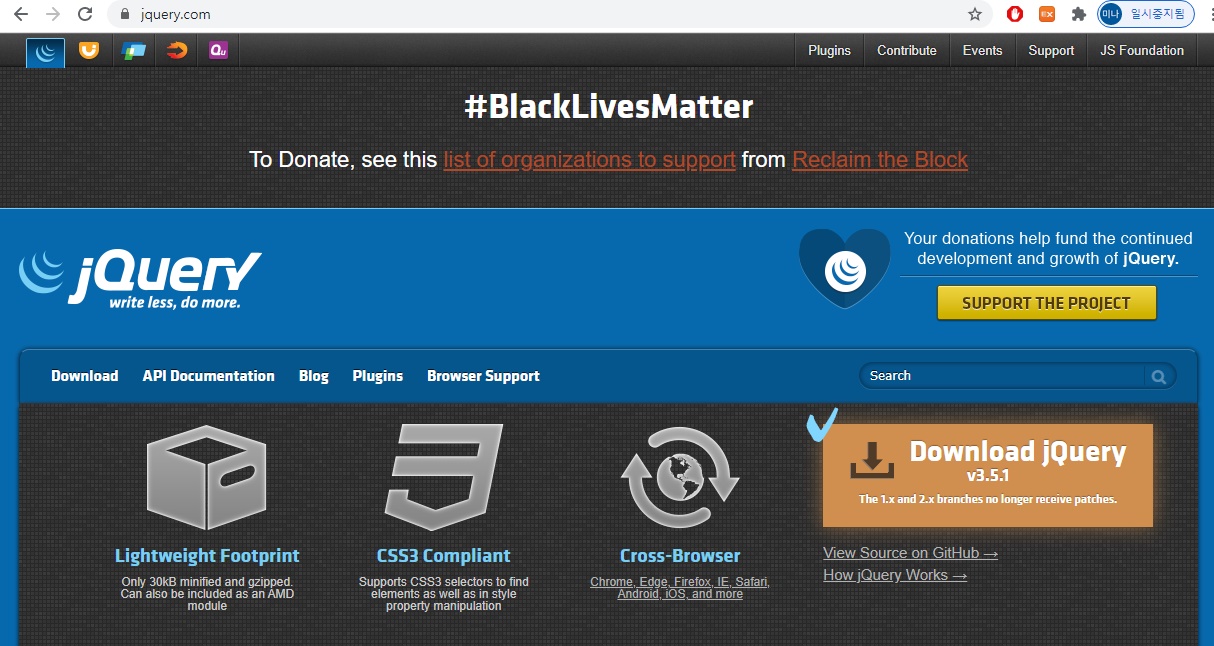 jquery.com
EX
미나
일시중지됨
Qu
Plugins
Contribute
Events
Support
JS Foundation
#BlackLivesMatter
To Donate, see this list of organizations to support from Reclaim the Block
jQuery
write less, do more.
Your donations help fund the continued
development and growth of jQuery.
SUPPORT THE PROJECT
Download
API Documentation
Blog
Plugins
Browser Support
Search
Lightweight Footprint
Only 30kB minified and gzipped.
Can also be included as an AMD
module
CSS3 Compliant
Supports CSS3 selectors to find
elements as well as in style
property manipulation
Cross-Browser
Chrome, Edge, Firefox, IE, Safari,
Android, iOS, and more
Download jQuery
v3.5.1
The 1.x and 2.x branches no longer receive patches.
View Source on GitHub →
How jQuery Works →